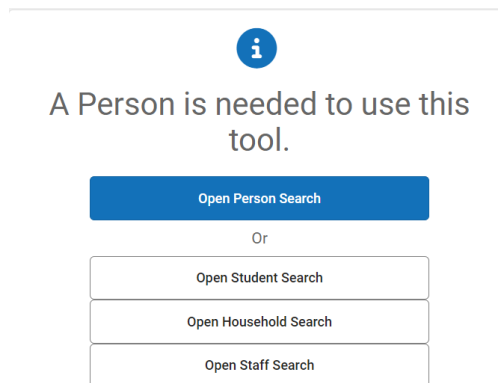 A Person is needed to use this
tool.
Open Person Search
Or
Open Student Search
Open Household Search
Open Staff Search